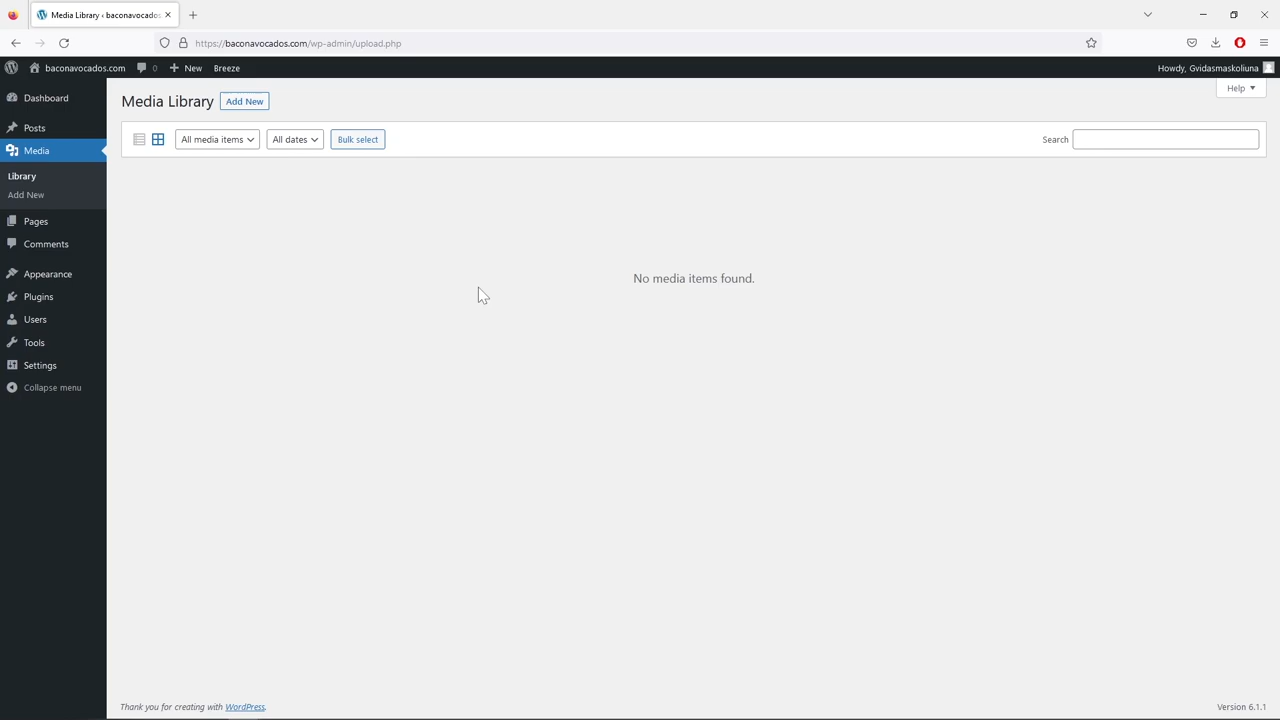 Media Library ‹ baconavocados.
https://baconavocados.com/wp-admin/upload.php
baconavocados.com
0
New
Breeze
Howdy, Gvidasmaskoliuna
Dashboard
Posts
Media
Library
Add New
Pages
Comments
Appearance
Plugins
Users
Tools
Settings
Collapse menu
Media Library
Add New
Help
All media items
All dates
Bulk select
Search
No media items found.
Thank you for creating with WordPress.
Version 6.1.1